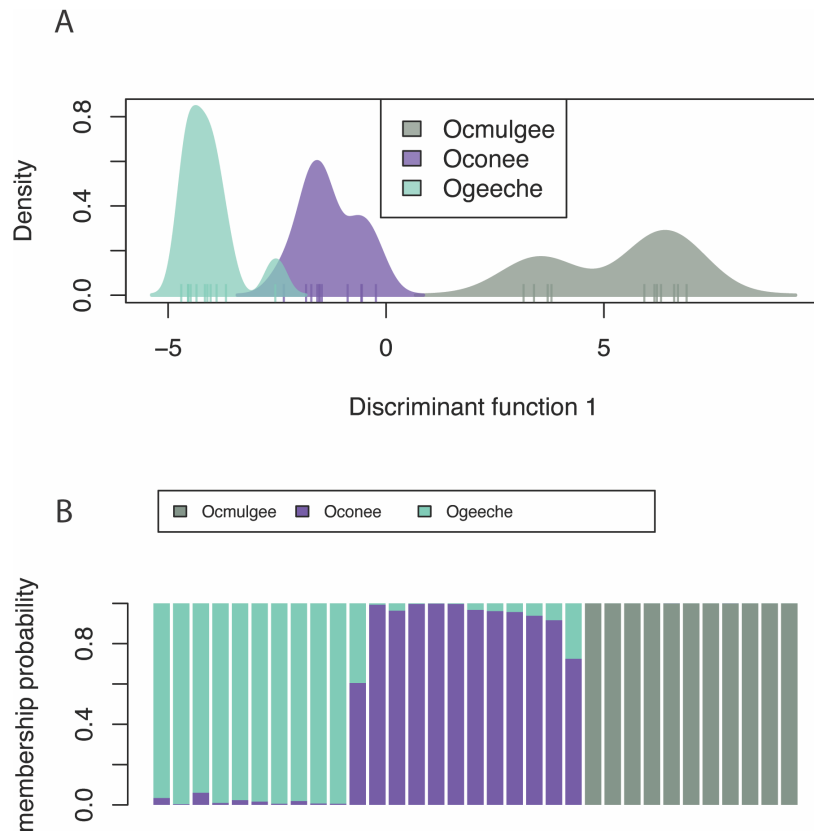 A
Density
0.0
0.4
0.8
Ocmulgee
Oconee
Ogeeche
−5
0
5
Discriminant function 1
B
Ocmulgee Oconee Ogeeche
membership probability
0.0
0.4
0.8